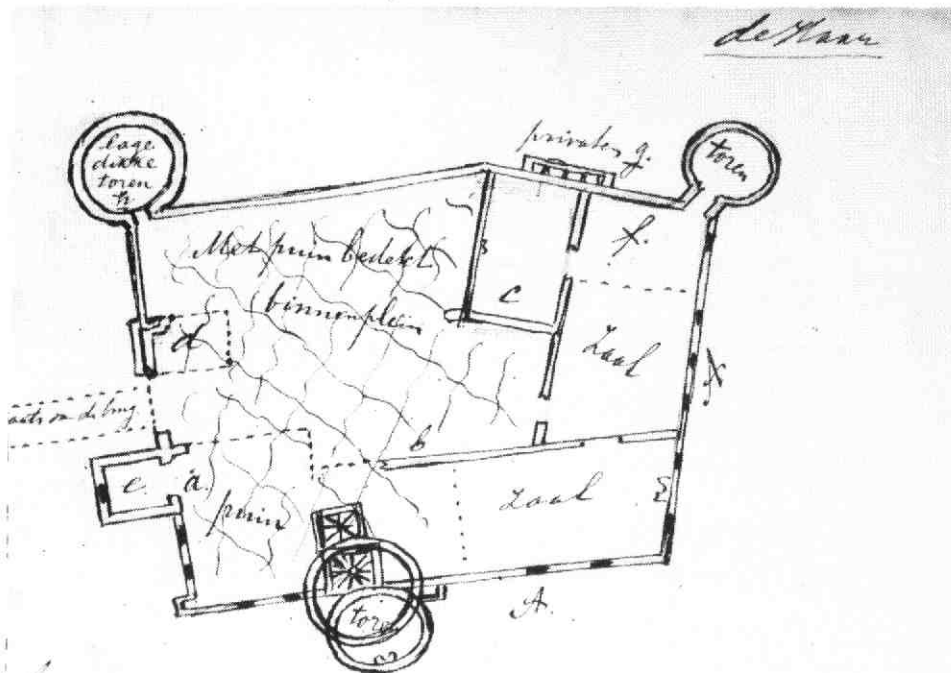 de Haar
privaten g.
lage
dikke
toren
h
toren
f.
Met puin bedekt
binnenplein
c
d
Zaal
b
e.
a.
puin
Zaal
toren
A.